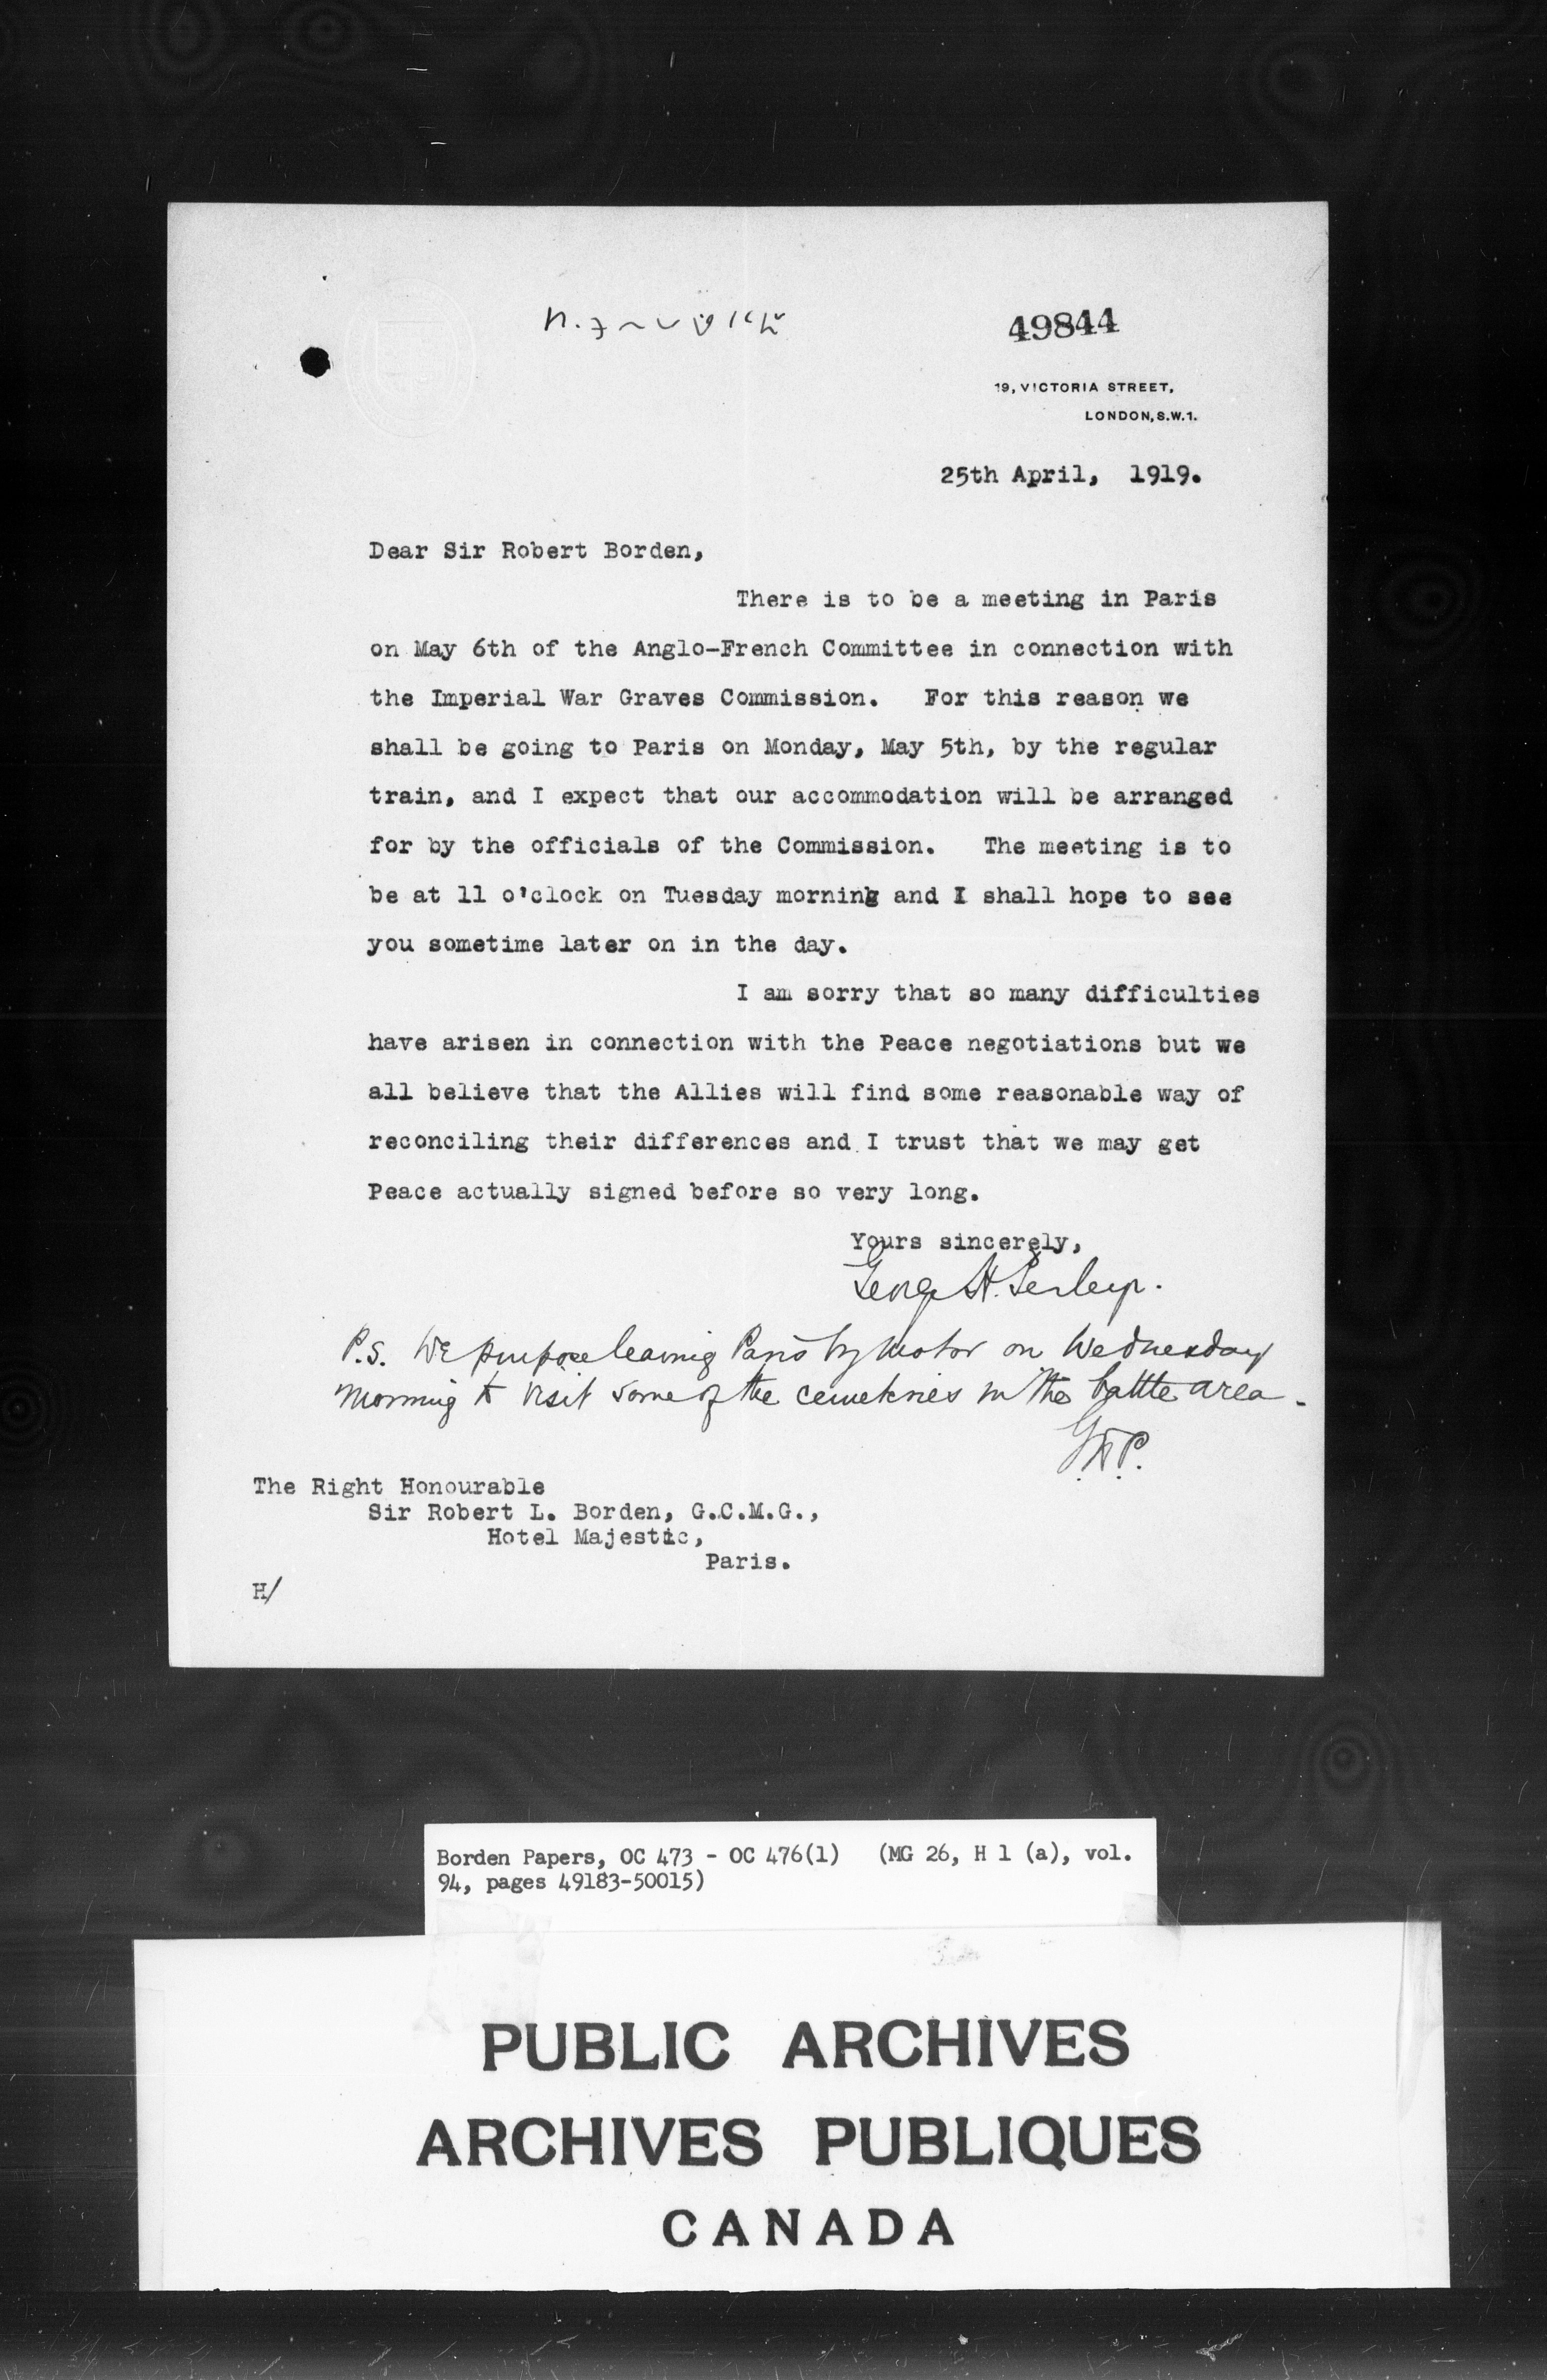 49844
19, VICTORIA STREET,
LONDON, S.W.1.
25th April, 1919.
Dear Sir Robert Borden,
There is to be a meeting in Paris
on May 6th of the Anglo-French Committee in connection with
the Imperial War Graves Commission. For this reason we
shall be going to Paris on Monday, May 5th, by the regular
train, and I expect that our accommodation will be arranged
for by the officials of the Commission. The meeting is to
be at 11 o'clock on Tuesday morning and I shall hope to see
you sometime later on in the day.
I am sorry that so many difficulties
have arisen in connection with the Peace negotiations but we
all believe that the Allies will find some reasonable way of
reconciling their differences and I trust that we may get
Peace actually signed before so very long.
Yours sincerely,
George H. Perley.
P.S. We purpose leaving Paris by motor on Wednesday
morning to visit some of the cemeteries in the battle area.
G.H.P.
The Right Honourable
Sir Robert L. Borden, G.C.M.G.,
Hotel Majestic,
Paris.
H/
Borden Papers, OC 473 - OC 476(1) (MG 26, H 1 (a), vol.
94, pages 49183-50015)
PUBLIC ARCHIVES
ARCHIVES PUBLIQUES
CANADA